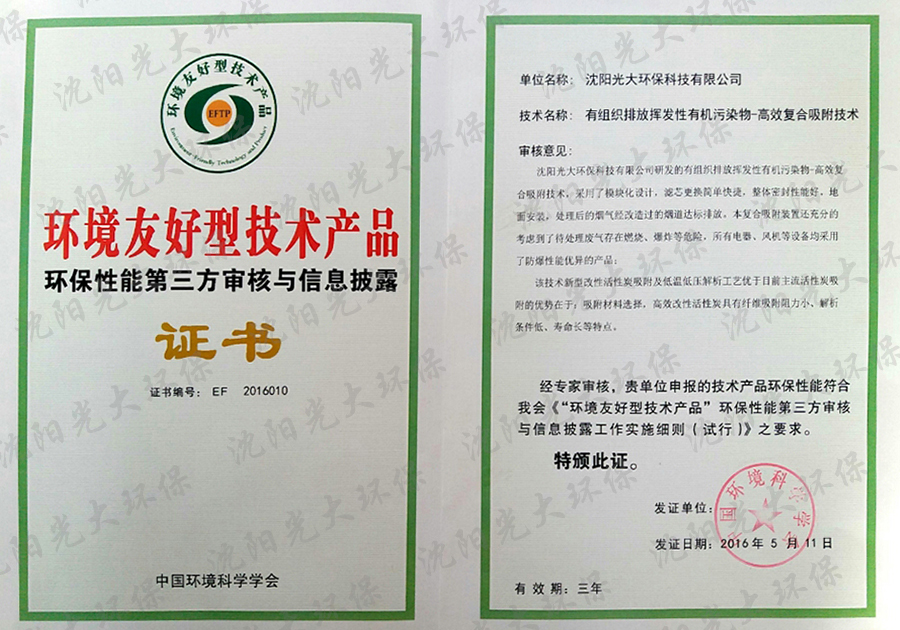 环境友好型技术产品
EFTP
Environment-Friendly Technology and Product
环境友好型技术产品
环保性能第三方审核与信息披露
证书
证书编号: EF 2016010
中国环境科学学会
单位名称: 沈阳光大环保科技有限公司
技术名称: 有组织排放挥发性有机污染物-高效复合吸附技术
审核意见:
沈阳光大环保科技有限公司研发的有组织排放挥发性有机污染物-高效复
合吸附技术, 采用了模块化设计, 滤芯更换简单快捷, 整体密封性能好, 地
面安装, 处理后的烟气经改造过的烟道达标排放。本复合吸附装置还充分的
考虑到了待处理废气存在燃烧、爆炸等危险, 所有电器、风机等设备均采用
了防爆性能优异的产品;
该技术新型改性活性炭吸附及低温低压解析工艺优于目前主流活性炭吸
附的优势在于: 吸附材料选择, 高效改性活性炭具有纤维吸附阻力小、解析
条件低、寿命长等特点。
经专家审核, 贵单位申报的技术产品环保性能符合
我会《“环境友好型技术产品”环保性能第三方审核
与信息披露工作实施细则(试行)》之要求。
特颁此证。
发证单位:
中国环境科学学会
发证日期: 2016年5月11日
有效期: 三年
沈阳光大环保